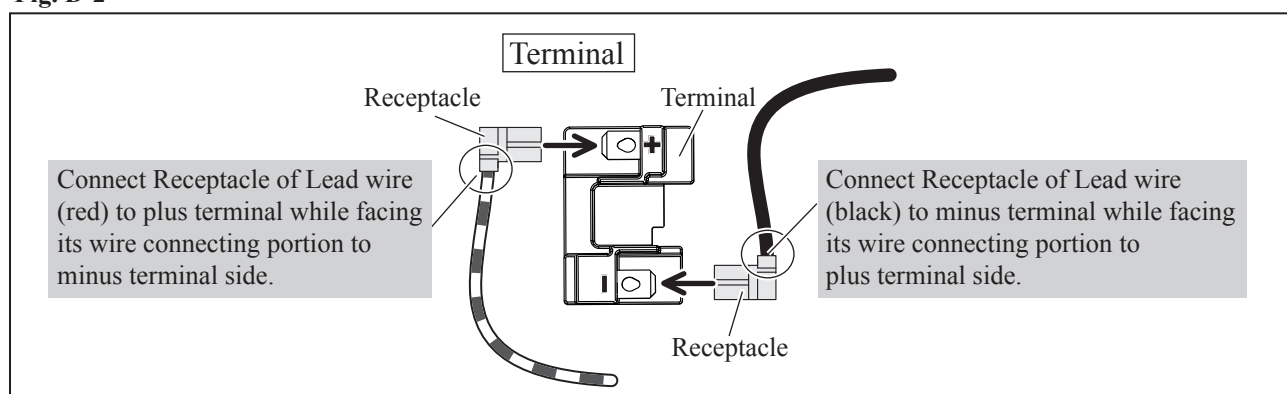 Fig. D-2
Terminal
Receptacle
Terminal
Connect Receptacle of Lead wire
(red) to plus terminal while facing
its wire connecting portion to
minus terminal side.
+
Connect Receptacle of Lead wire
(black) to minus terminal while facing
its wire connecting portion to
plus terminal side.
-
Receptacle